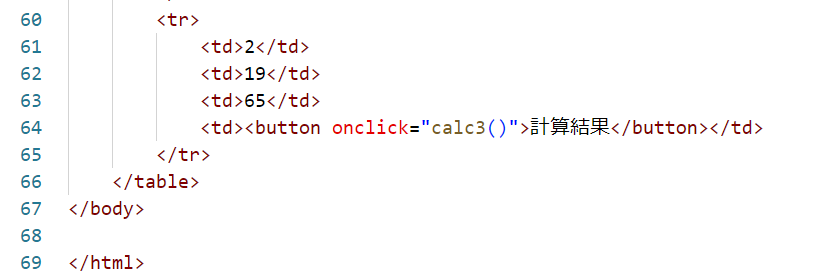 60 <tr>
61 <td>2</td>
62 <td>19</td>
63 <td>65</td>
64 <td><button onclick="calc3()">計算結果</button></td>
65 </tr>
66 </table>
67 </body>
68
69 </html>